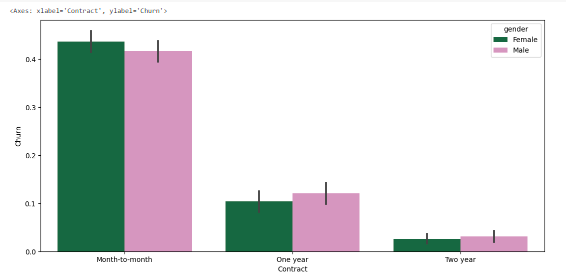 <Axes: xlabel='Contract', ylabel='Churn'>
gender
Female
Male
0.4
0.3
0.2
0.1
0.0
Churn
Month-to-month
One year
Two year
Contract